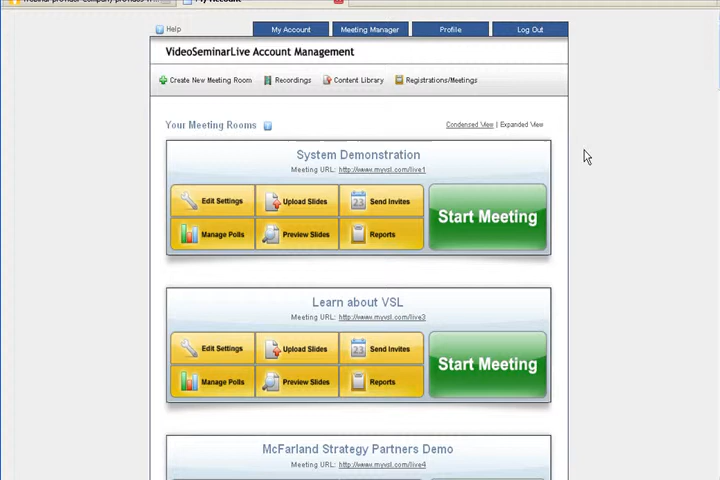 My Account
Help
My Account
Meeting Manager
Profile
Log Out
VideoSeminarLive Account Management
Create New Meeting Room
Recordings
Content Library
Registrations/Meetings
Your Meeting Rooms
Condensed View | Expanded View
System Demonstration
Meeting URL: http://www.myvsl.com/live1
Edit Settings
Upload Slides
23
Send Invites
Start Meeting
Manage Polls
Preview Slides
Reports
Learn about VSL
Meeting URL: http://www.myvsl.com/live3
Edit Settings
Upload Slides
23
Send Invites
Start Meeting
Manage Polls
Preview Slides
Reports
McFarland Strategy Partners Demo
Meeting URL: http://www.myvsl.com/live4